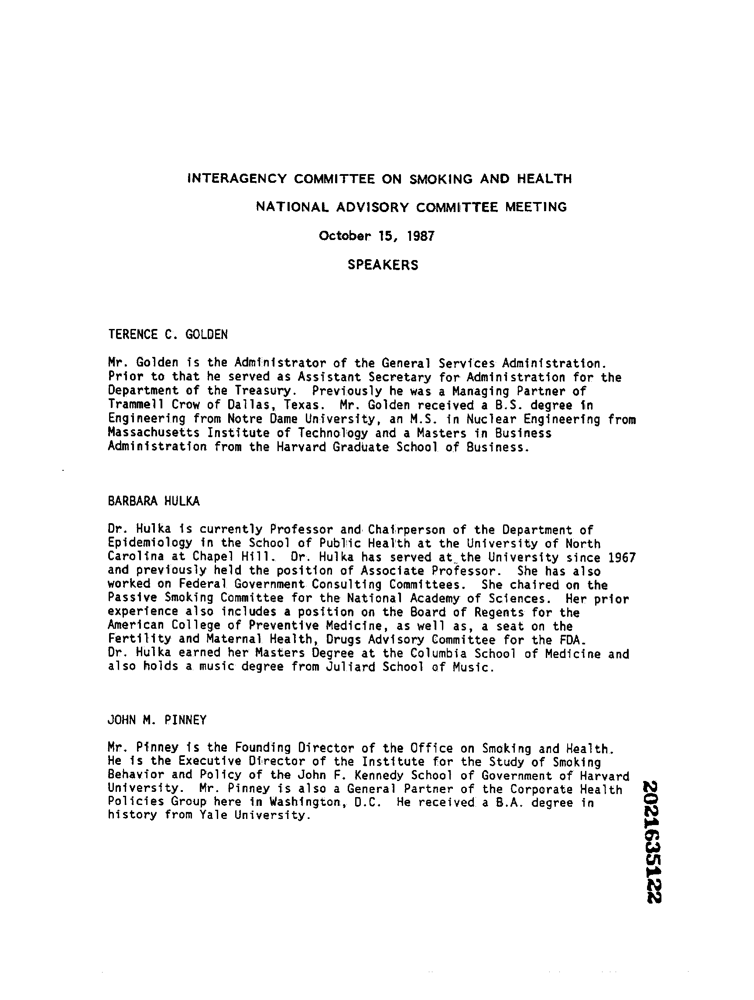 INTERAGENCY COMMITTEE ON SMOKING AND HEALTH
NATIONAL ADVISORY COMMITTEE MEETING
October 15, 1987
SPEAKERS
TERENCE C. GOLDEN
Mr. Golden is the Administrator of the General Services Administration.
Prior to that he served as Assistant Secretary for Administration for the
Department of the Treasury. Previously he was a Managing Partner of
Trammell Crow of Dallas, Texas. Mr. Golden received a B.S. degree in
Engineering from Notre Dame University, an M.S. in Nuclear Engineering from
Massachusetts Institute of Technology and a Masters in Business
Administration from the Harvard Graduate School of Business.
BARBARA HULKA
Dr. Hulka is currently Professor and Chairperson of the Department of
Epidemiology in the School of Public Health at the University of North
Carolina at Chapel Hill. Dr. Hulka has served at the University since 1967
and previously held the position of Associate Professor. She has also
worked on Federal Government Consulting Committees. She chaired on the
Passive Smoking Committee for the National Academy of Sciences. Her prior
experience also includes a position on the Board of Regents for the
American College of Preventive Medicine, as well as, a seat on the
Fertility and Maternal Health, Drugs Advisory Committee for the FDA.
Dr. Hulka earned her Masters Degree at the Columbia School of Medicine and
also holds a music degree from Juliard School of Music.
JOHN M. PINNEY
Mr. Pinney is the Founding Director of the Office on Smoking and Health.
He is the Executive Director of the Institute for the Study of Smoking
Behavior and Policy of the John F. Kennedy School of Government of Harvard
University. Mr. Pinney is also a General Partner of the Corporate Health
Policies Group here in Washington, D.C. He received a B.A. degree in
history from Yale University.
2021635122